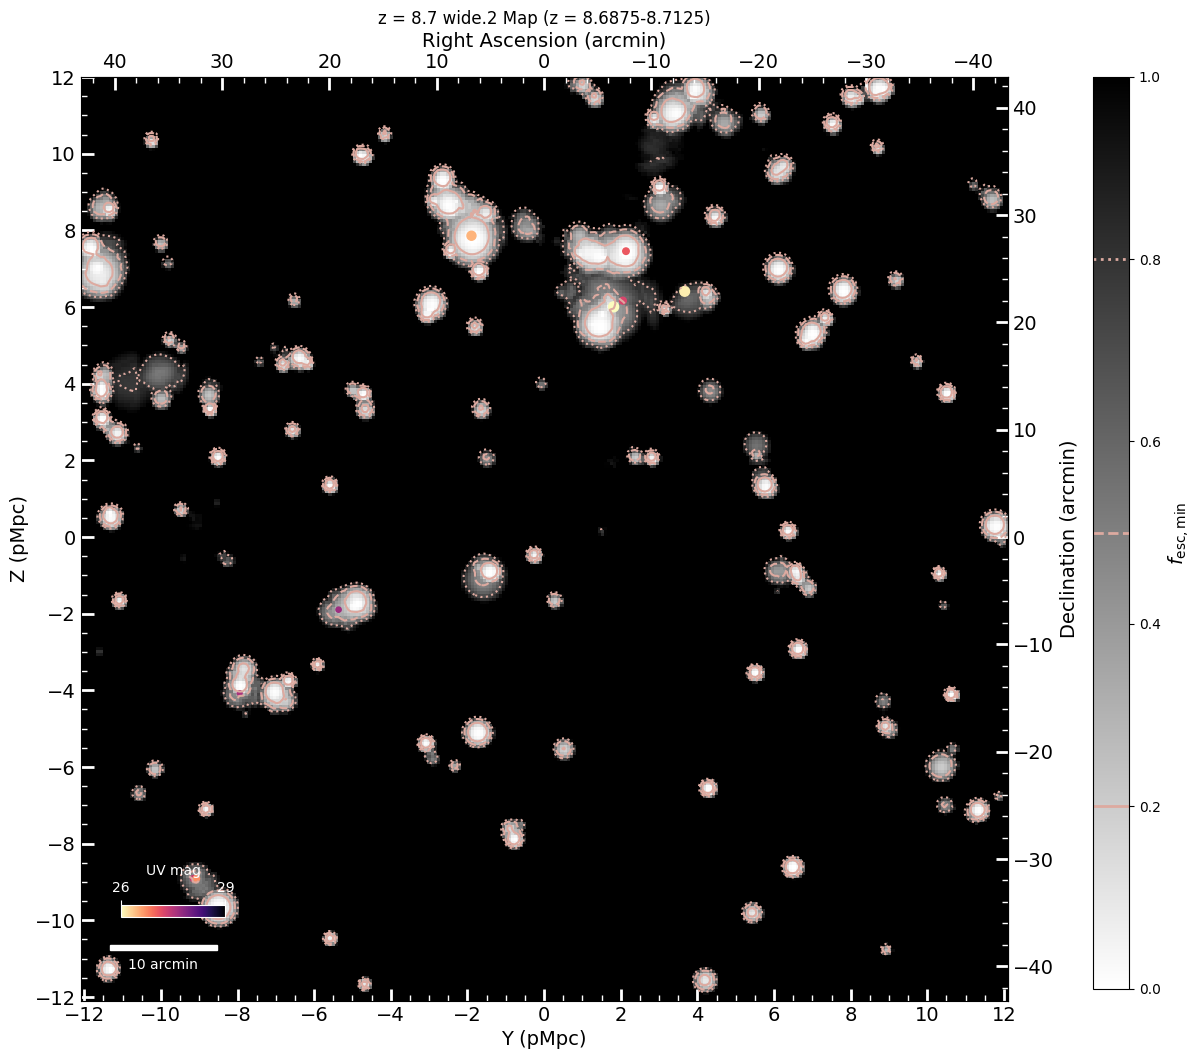 z = 8.7 wide.2 Map (z = 8.6875-8.7125)
Right Ascension (arcmin)
40 30 20 10 0 −10 −20 −30 −40
12
10
8
6
4
2
0
−2
−4
−6
−8
−10
−12
Z (pMpc)
UV mag
26 29
10 arcmin
−12 −10 −8 −6 −4 −2 0 2 4 6 8 10 12
Y (pMpc)
40
30
20
10
0
−10
−20
−30
−40
Declination (arcmin)
1.0
0.8
0.6
0.4
0.2
0.0
f_esc,min